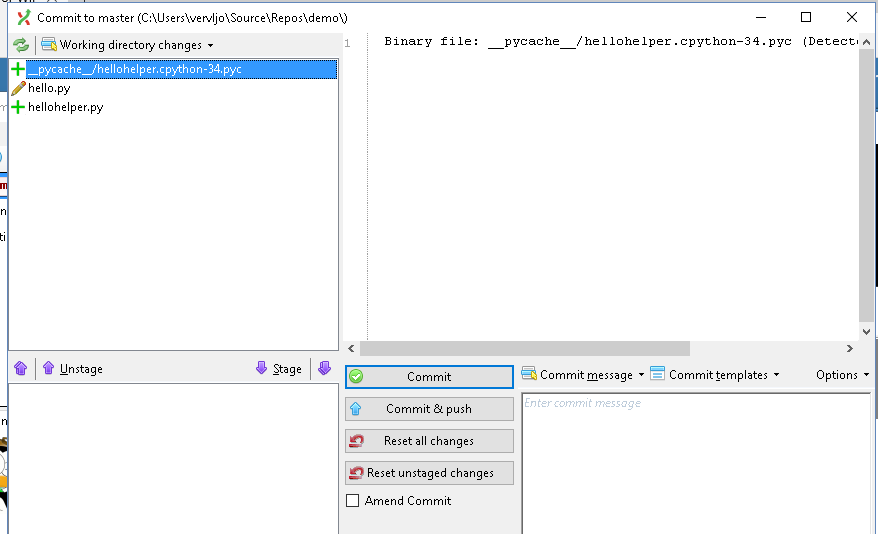 Commit to master (C:\Users\vervljo\Source\Repos\demo\)
Working directory changes
__pycache__/hellohelper.cpython-34.pyc
hello.py
hellohelper.py
1 Binary file: __pycache__/hellohelper.cpython-34.pyc (Detecte
Unstage
Stage
Commit
Commit & push
Reset all changes
Reset unstaged changes
Amend Commit
Commit message
Commit templates
Options
Enter commit message